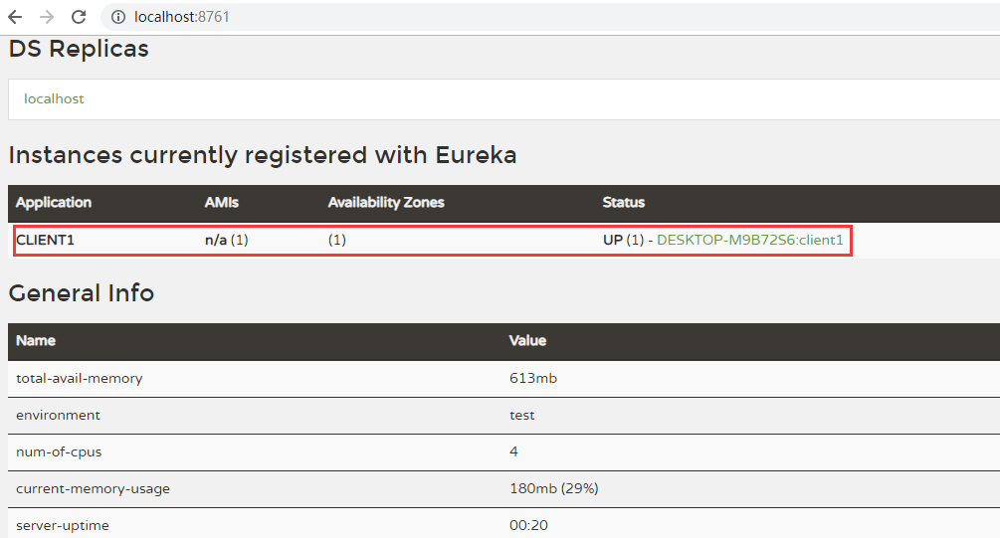 localhost:8761
DS Replicas
localhost
Instances currently registered with Eureka
Application AMIs Availability Zones Status
CLIENT1 n/a (1) (1) UP (1) - DESKTOP-M9B72S6:client1
General Info
Name Value
total-avail-memory 613mb
environment test
num-of-cpus 4
current-memory-usage 180mb (29%)
server-uptime 00:20